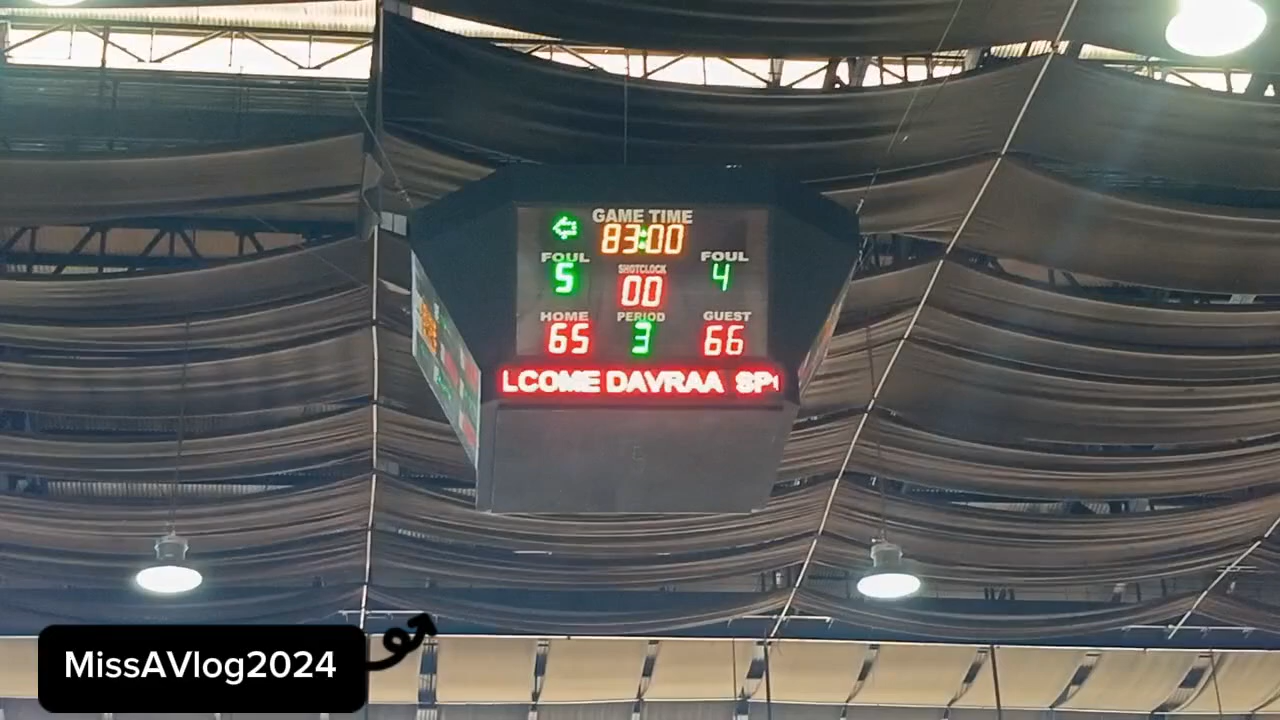 GAME TIME
83:00
FOUL FOUL
5 SHOTCLOCK 4
00
HOME PERIOD GUEST
65 3 66
LCOME DAVRAA SP
MissAVlog2024